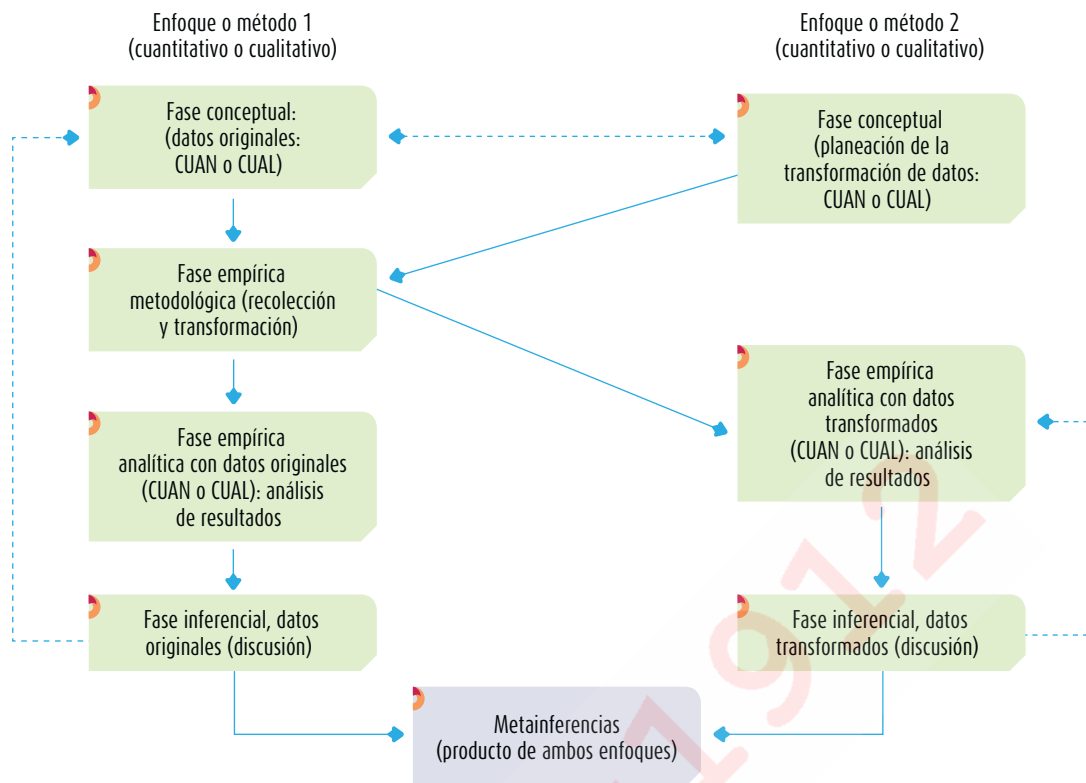 Enfoque o método 1
(cuantitativo o cualitativo)
Enfoque o método 2
(cuantitativo o cualitativo)
Fase conceptual:
(datos originales:
CUAN o CUAL)
Fase conceptual
(planeación de la
transformación de datos:
CUAN o CUAL)
Fase empírica
metodológica (recolección
y transformación)
Fase empírica
analítica con datos
transformados
(CUAN o CUAL): análisis
de resultados
Fase empírica
analítica con datos originales
(CUAN o CUAL): análisis
de resultados
Fase inferencial, datos
originales (discusión)
Fase inferencial, datos
transformados (discusión)
Metainferencias
(producto de ambos enfoques)
1912